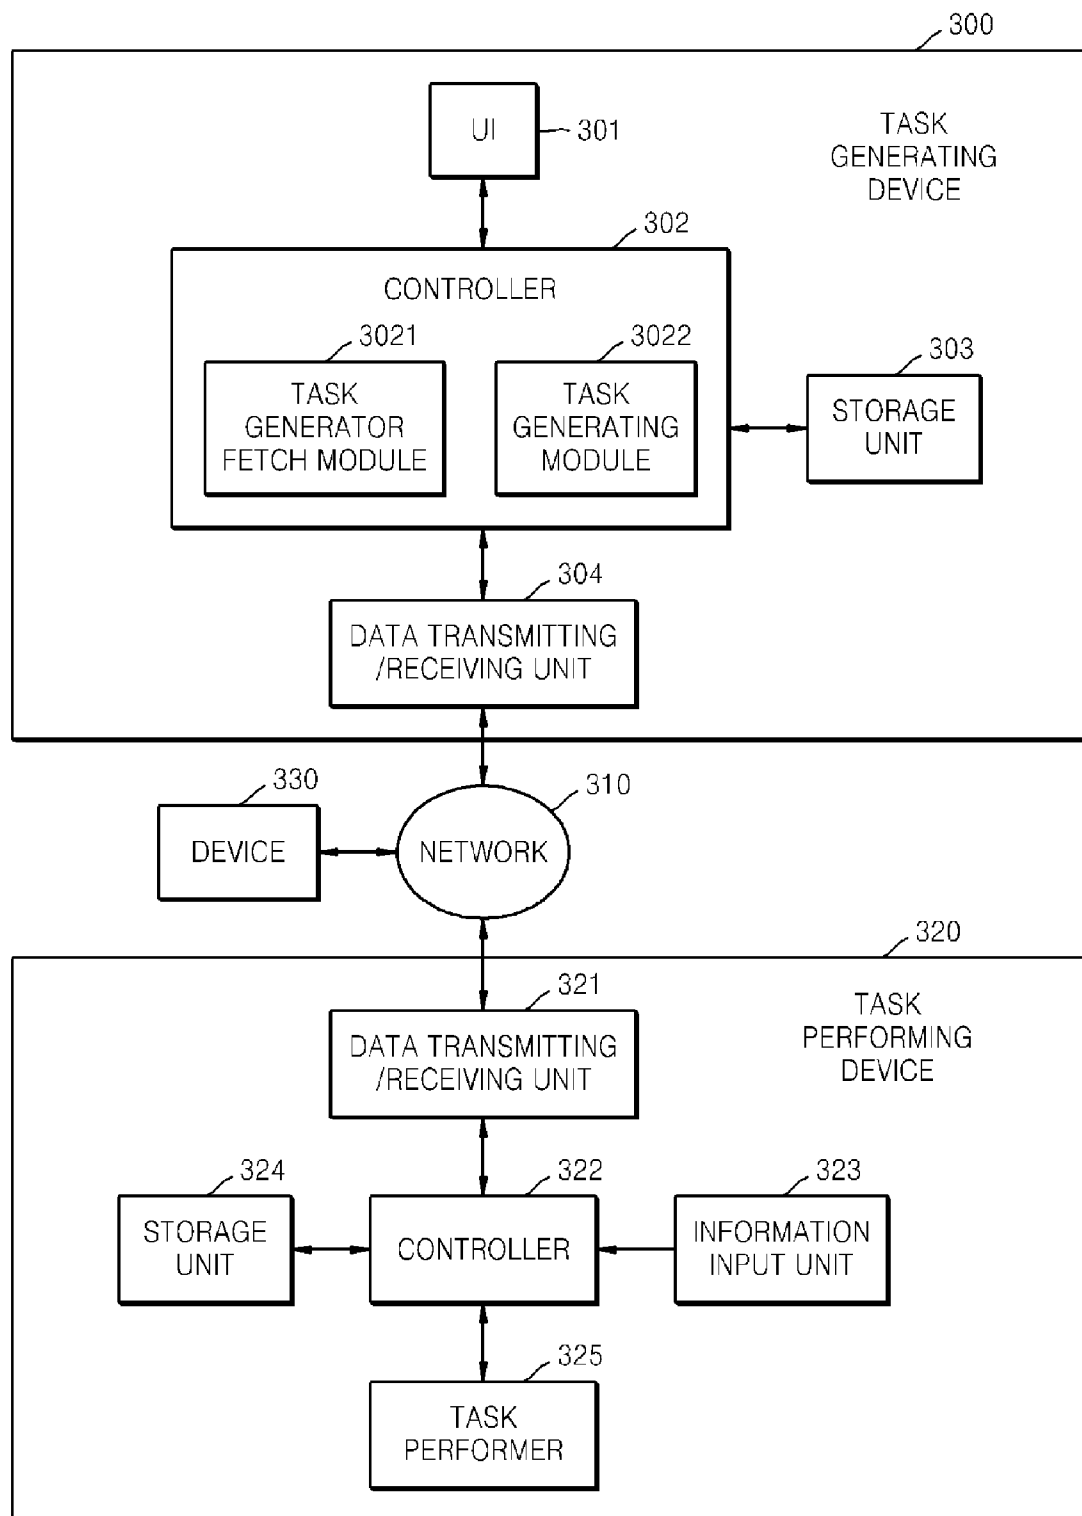 300
UI
301
TASK
GENERATING
DEVICE
302
CONTROLLER
3021
TASK
GENERATOR
FETCH MODULE
3022
TASK
GENERATING
MODULE
303
STORAGE
UNIT
304
DATA TRANSMITTING
/RECEIVING UNIT
330
DEVICE
310
NETWORK
320
321
DATA TRANSMITTING
/RECEIVING UNIT
TASK
PERFORMING
DEVICE
324
STORAGE
UNIT
322
CONTROLLER
323
INFORMATION
INPUT UNIT
325
TASK
PERFORMER